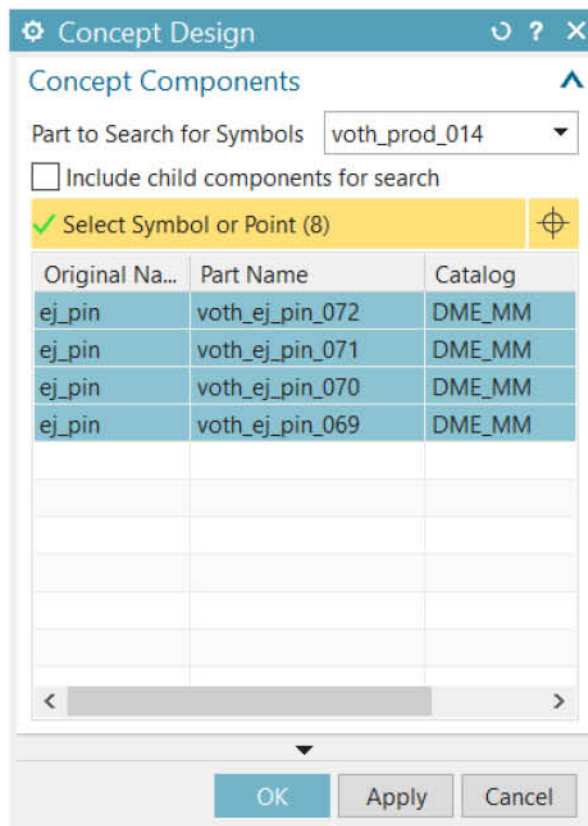 Concept Design ?
Concept Components
Part to Search for Symbols voth_prod_014
Include child components for search
Select Symbol or Point (8)
Original Na... Part Name Catalog
ej_pin voth_ej_pin_072 DME_MM
ej_pin voth_ej_pin_071 DME_MM
ej_pin voth_ej_pin_070 DME_MM
ej_pin voth_ej_pin_069 DME_MM
OK Apply Cancel